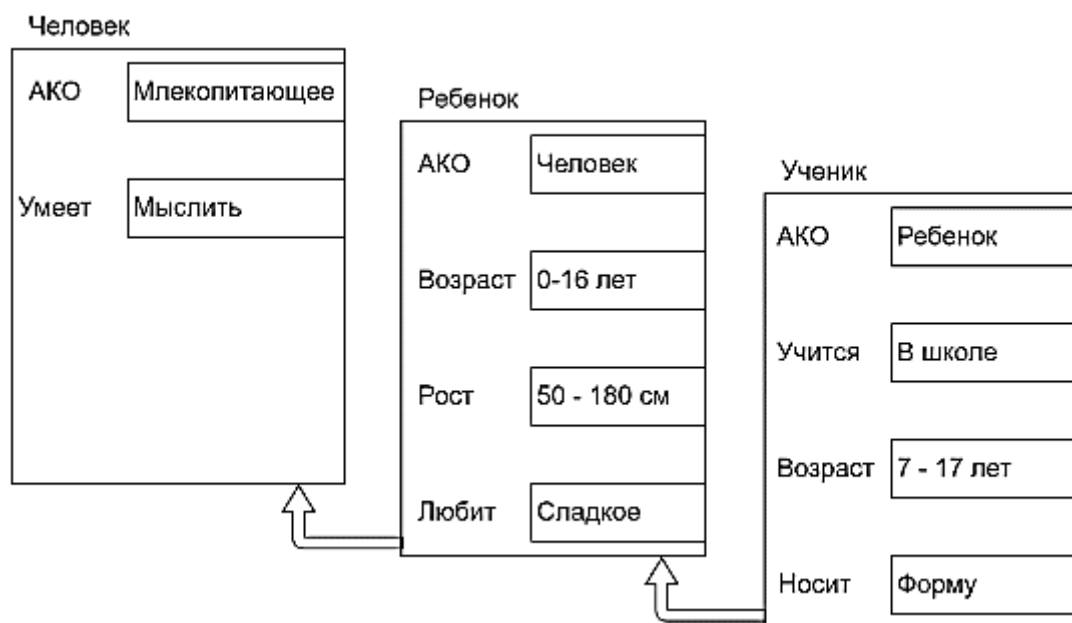 Человек
АКО Млекопитающее
Умеет Мыслить
Ребенок
АКО Человек
Возраст 0-16 лет
Рост 50 - 180 см
Любит Сладкое
Ученик
АКО Ребенок
Учится В школе
Возраст 7 - 17 лет
Носит Форму